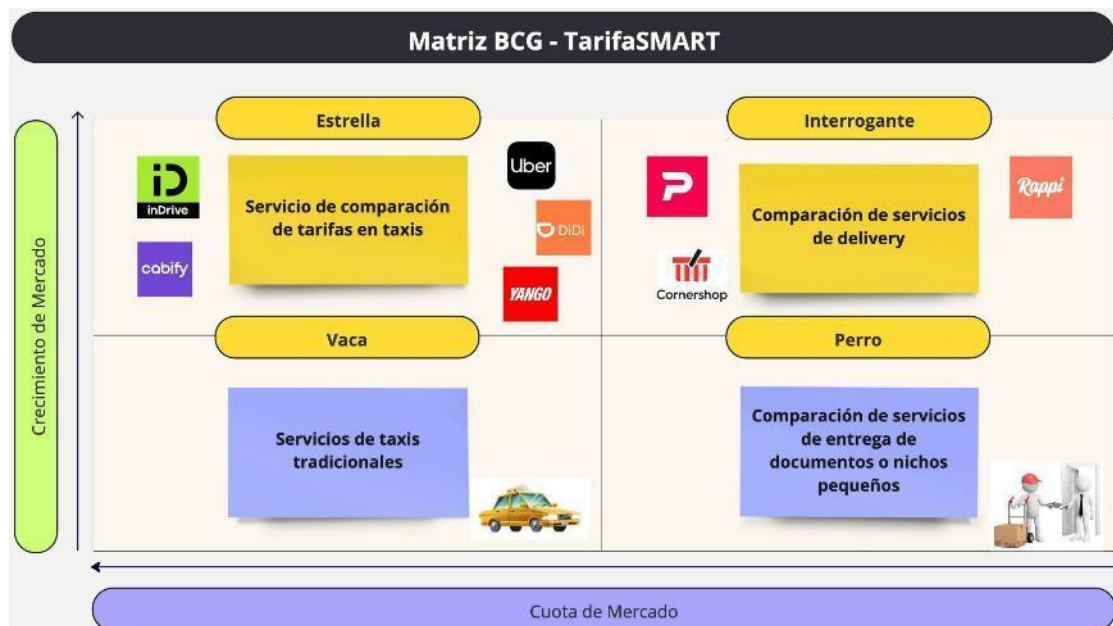 Matriz BCG - TarifaSMART
Crecimiento de Mercado
Estrella
iD
inDrive
cabify
Servicio de comparación
de tarifas en taxis
Uber
DiDi
YANGO
Interrogante
P
Cornershop
Comparación de servicios
de delivery
Rappi
Vaca
Servicios de taxis
tradicionales
Perro
Comparación de servicios
de entrega de
documentos o nichos
pequeños
Cuota de Mercado